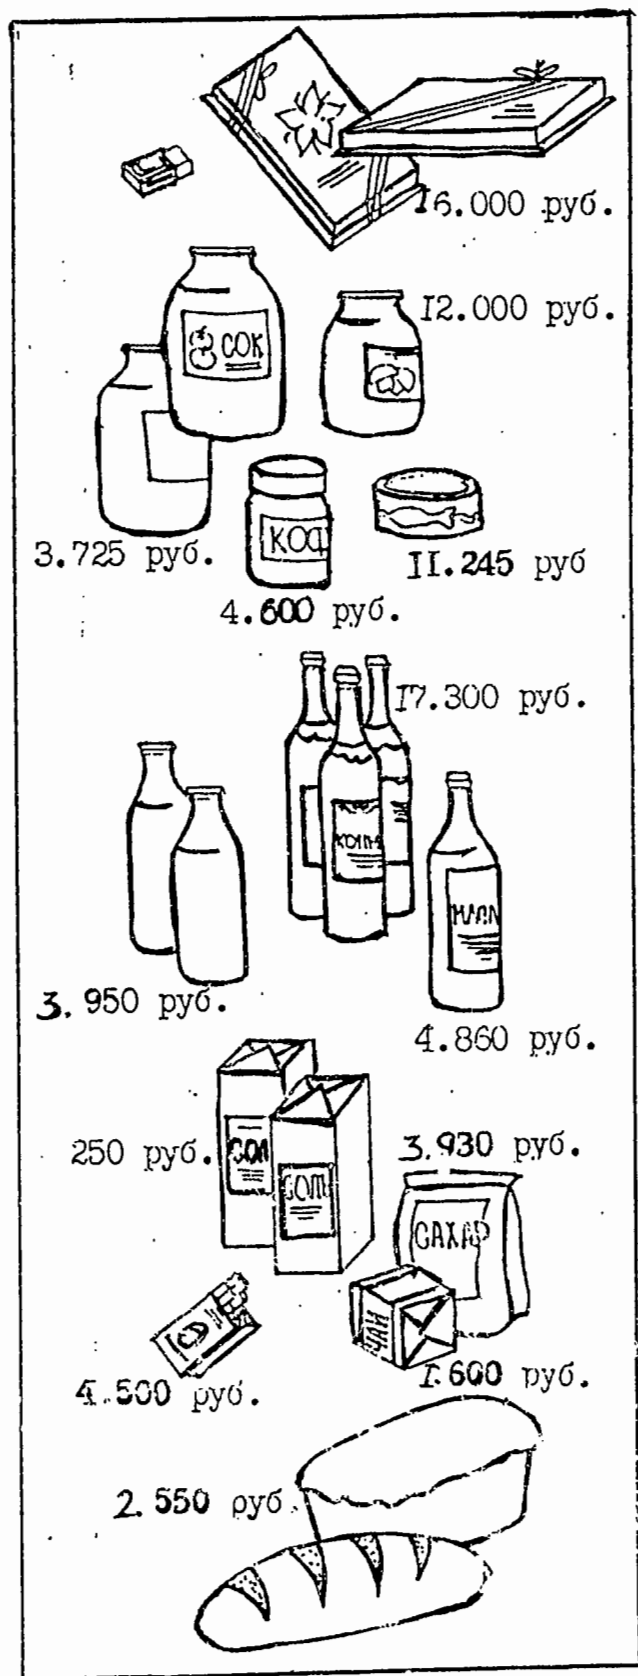 16.000 руб.
12.000 руб.
СОК
3.725 руб.
КОФ
11.245 руб
4.600 руб.
17.300 руб.
3.950 руб.
4.860 руб.
250 руб.
3.930 руб.
САХАР
ЧАЙ
4.500 руб.
1.600 руб.
2.550 руб